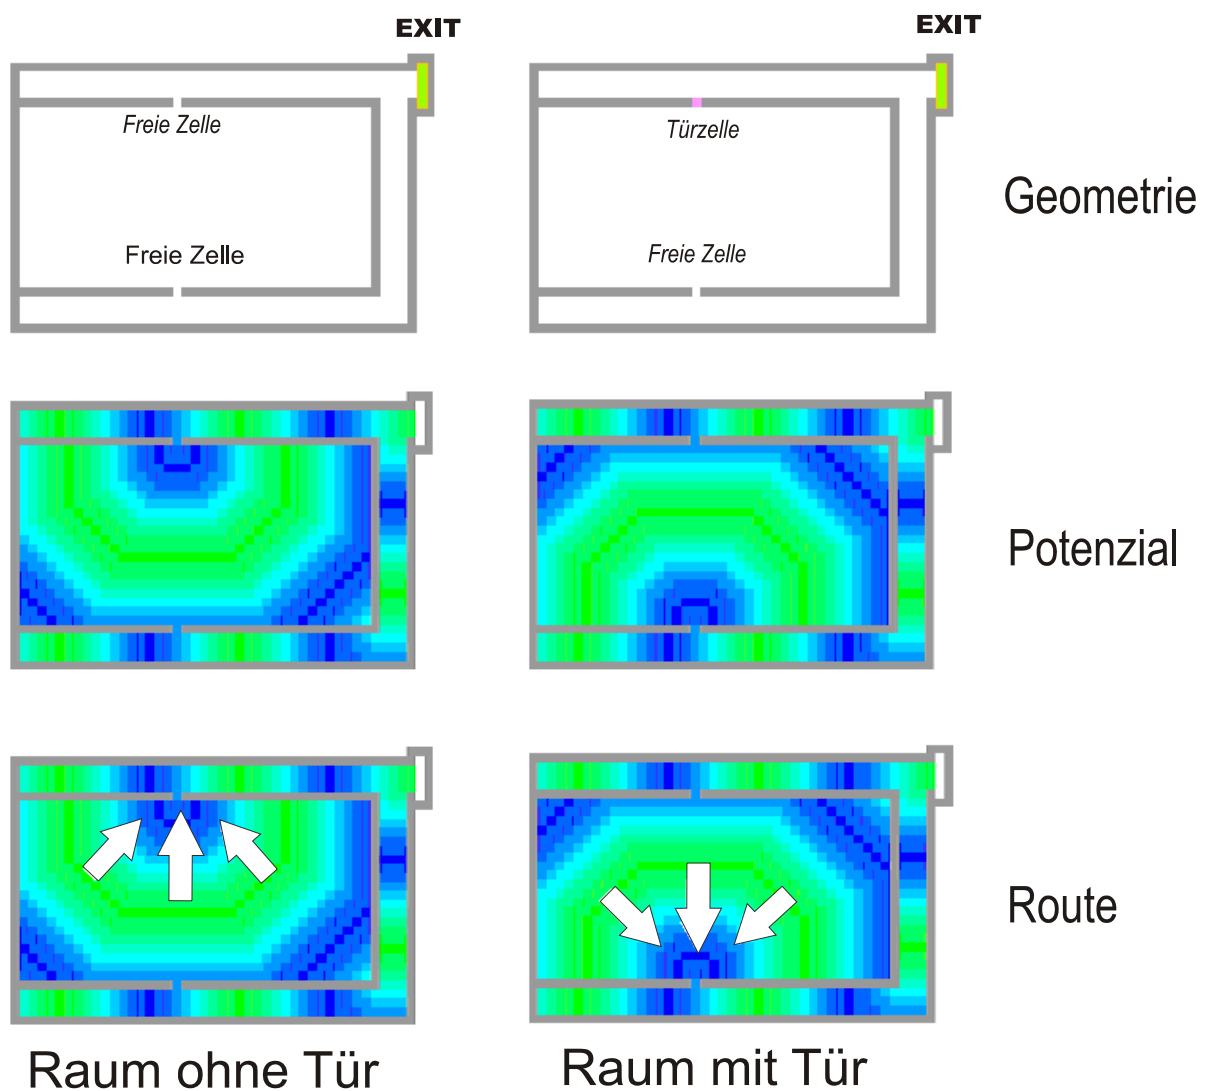 EXIT
EXIT
Freie Zelle
Türzelle
Geometrie
Freie Zelle
Freie Zelle
Potenzial
Route
Raum ohne Tür
Raum mit Tür